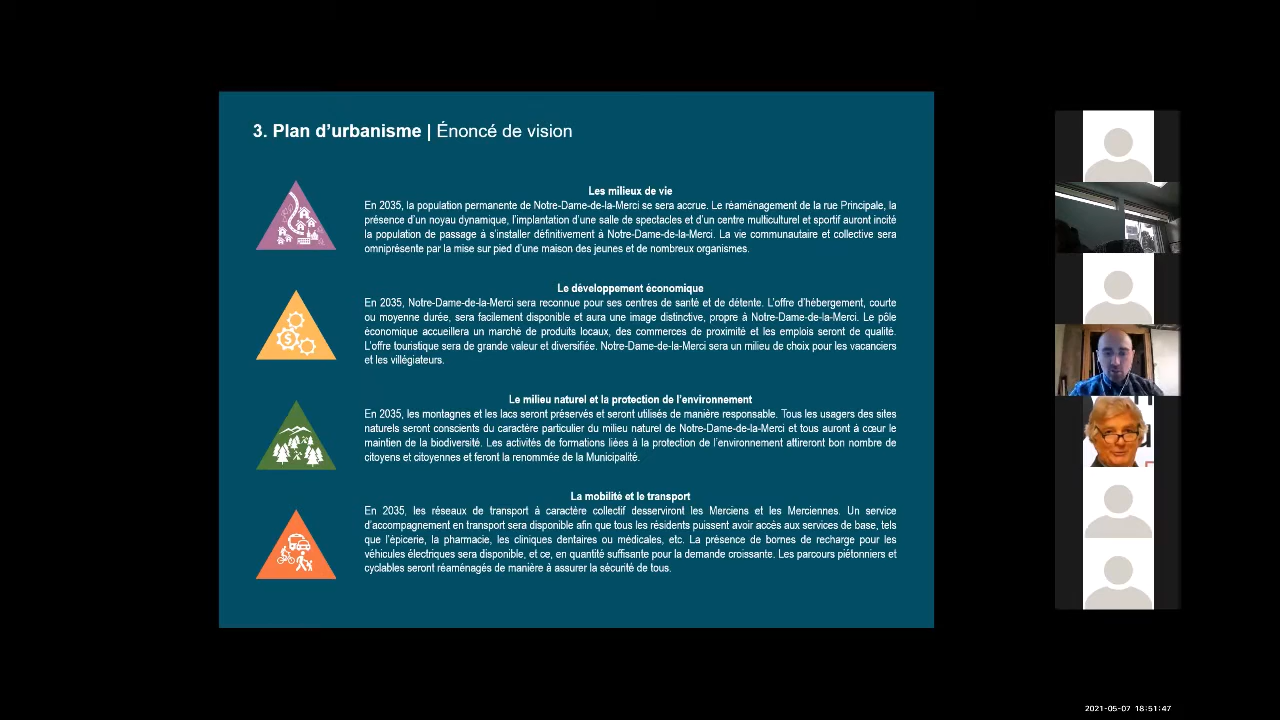 3. Plan d’urbanisme | Énoncé de vision
Les milieux de vie
En 2035, la population permanente de Notre-Dame-de-la-Merci se sera accrue. Le réaménagement de la rue Principale, la
présence d’un noyau dynamique, l’implantation d’une salle de spectacles et d’un centre multiculturel et sportif auront incité
la population de passage à s’installer définitivement à Notre-Dame-de-la-Merci. La vie communautaire et collective sera
omniprésente par la mise sur pied d’une maison des jeunes et de nombreux organismes.
Le développement économique
En 2035, Notre-Dame-de-la-Merci sera reconnue pour ses centres de santé et de détente. L’offre d’hébergement, courte
ou moyenne durée, sera facilement disponible et aura une image distinctive, propre à Notre-Dame-de-la-Merci. Le pôle
économique accueillera un marché de produits locaux, des commerces de proximité et les emplois seront de qualité.
L’offre touristique sera de grande valeur et diversifiée. Notre-Dame-de-la-Merci sera un milieu de choix pour les vacanciers
et les villégiateurs.
Le milieu naturel et la protection de l’environnement
En 2035, les montagnes et les lacs seront préservés et seront utilisés de manière responsable. Tous les usagers des sites
naturels seront conscients du caractère particulier du milieu naturel de Notre-Dame-de-la-Merci et tous auront à cœur le
maintien de la biodiversité. Les activités de formations liées à la protection de l’environnement attireront bon nombre de
citoyens et citoyennes et feront la renommée de la Municipalité.
La mobilité et le transport
En 2035, les réseaux de transport à caractère collectif desserviront les Merciens et les Merciennes. Un service
d’accompagnement en transport sera disponible afin que tous les résidents puissent avoir accès aux services de base, tels
que l’épicerie, la pharmacie, les cliniques dentaires ou médicales, etc. La présence de bornes de recharge pour les
véhicules électriques sera disponible, et ce, en quantité suffisante pour la demande croissante. Les parcours piétonniers et
cyclables seront réaménagés de manière à assurer la sécurité de tous.
2021-05-07 18:51:47